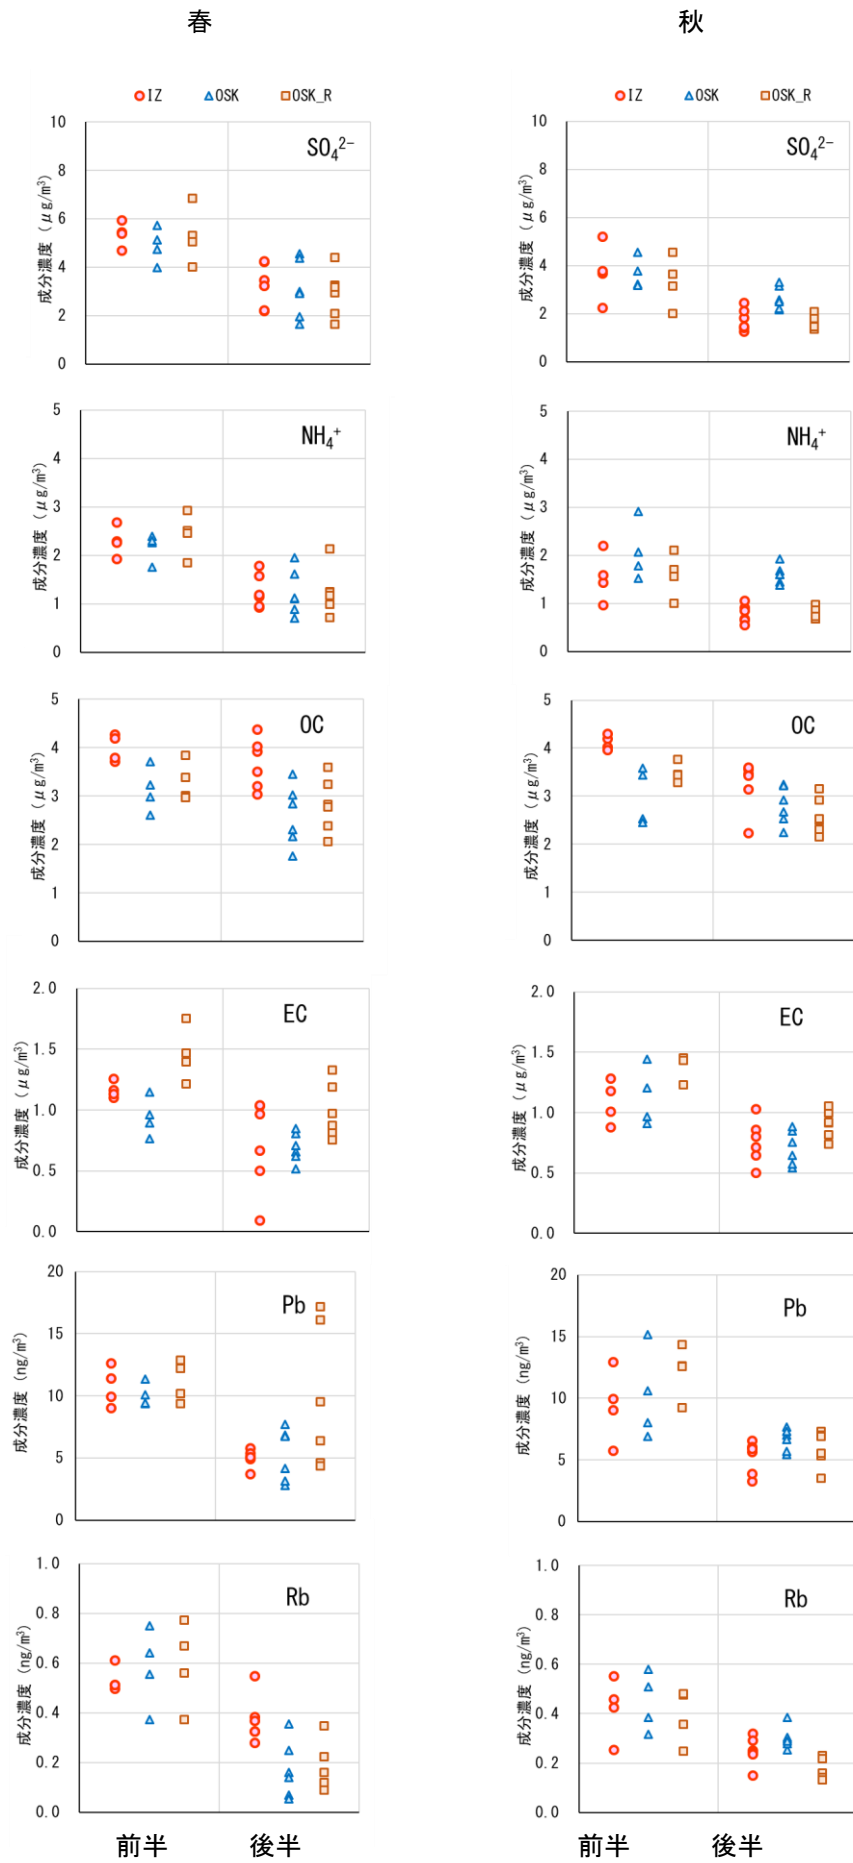 春 秋
IZ OSK OSK_R IZ OSK OSK_R
SO₄²⁻ SO₄²⁻
成分濃度（μg/m³） 成分濃度（μg/m³）
10 8 6 4 2 0 10 8 6 4 2 0
NH₄⁺ NH₄⁺
成分濃度（μg/m³） 成分濃度（μg/m³）
5 4 3 2 1 0 5 4 3 2 1 0
OC OC
成分濃度（μg/m³） 成分濃度（μg/m³）
5 4 3 2 1 0 5 4 3 2 1 0
EC EC
成分濃度（μg/m³） 成分濃度（μg/m³）
2.0 1.5 1.0 0.5 0.0 2.0 1.5 1.0 0.5 0.0
Pb Pb
成分濃度（ng/m³） 成分濃度（ng/m³）
20 15 10 5 0 20 15 10 5 0
Rb Rb
成分濃度（ng/m³） 成分濃度（ng/m³）
1.0 0.8 0.6 0.4 0.2 0.0 1.0 0.8 0.6 0.4 0.2 0.0
前半 後半 前半 後半